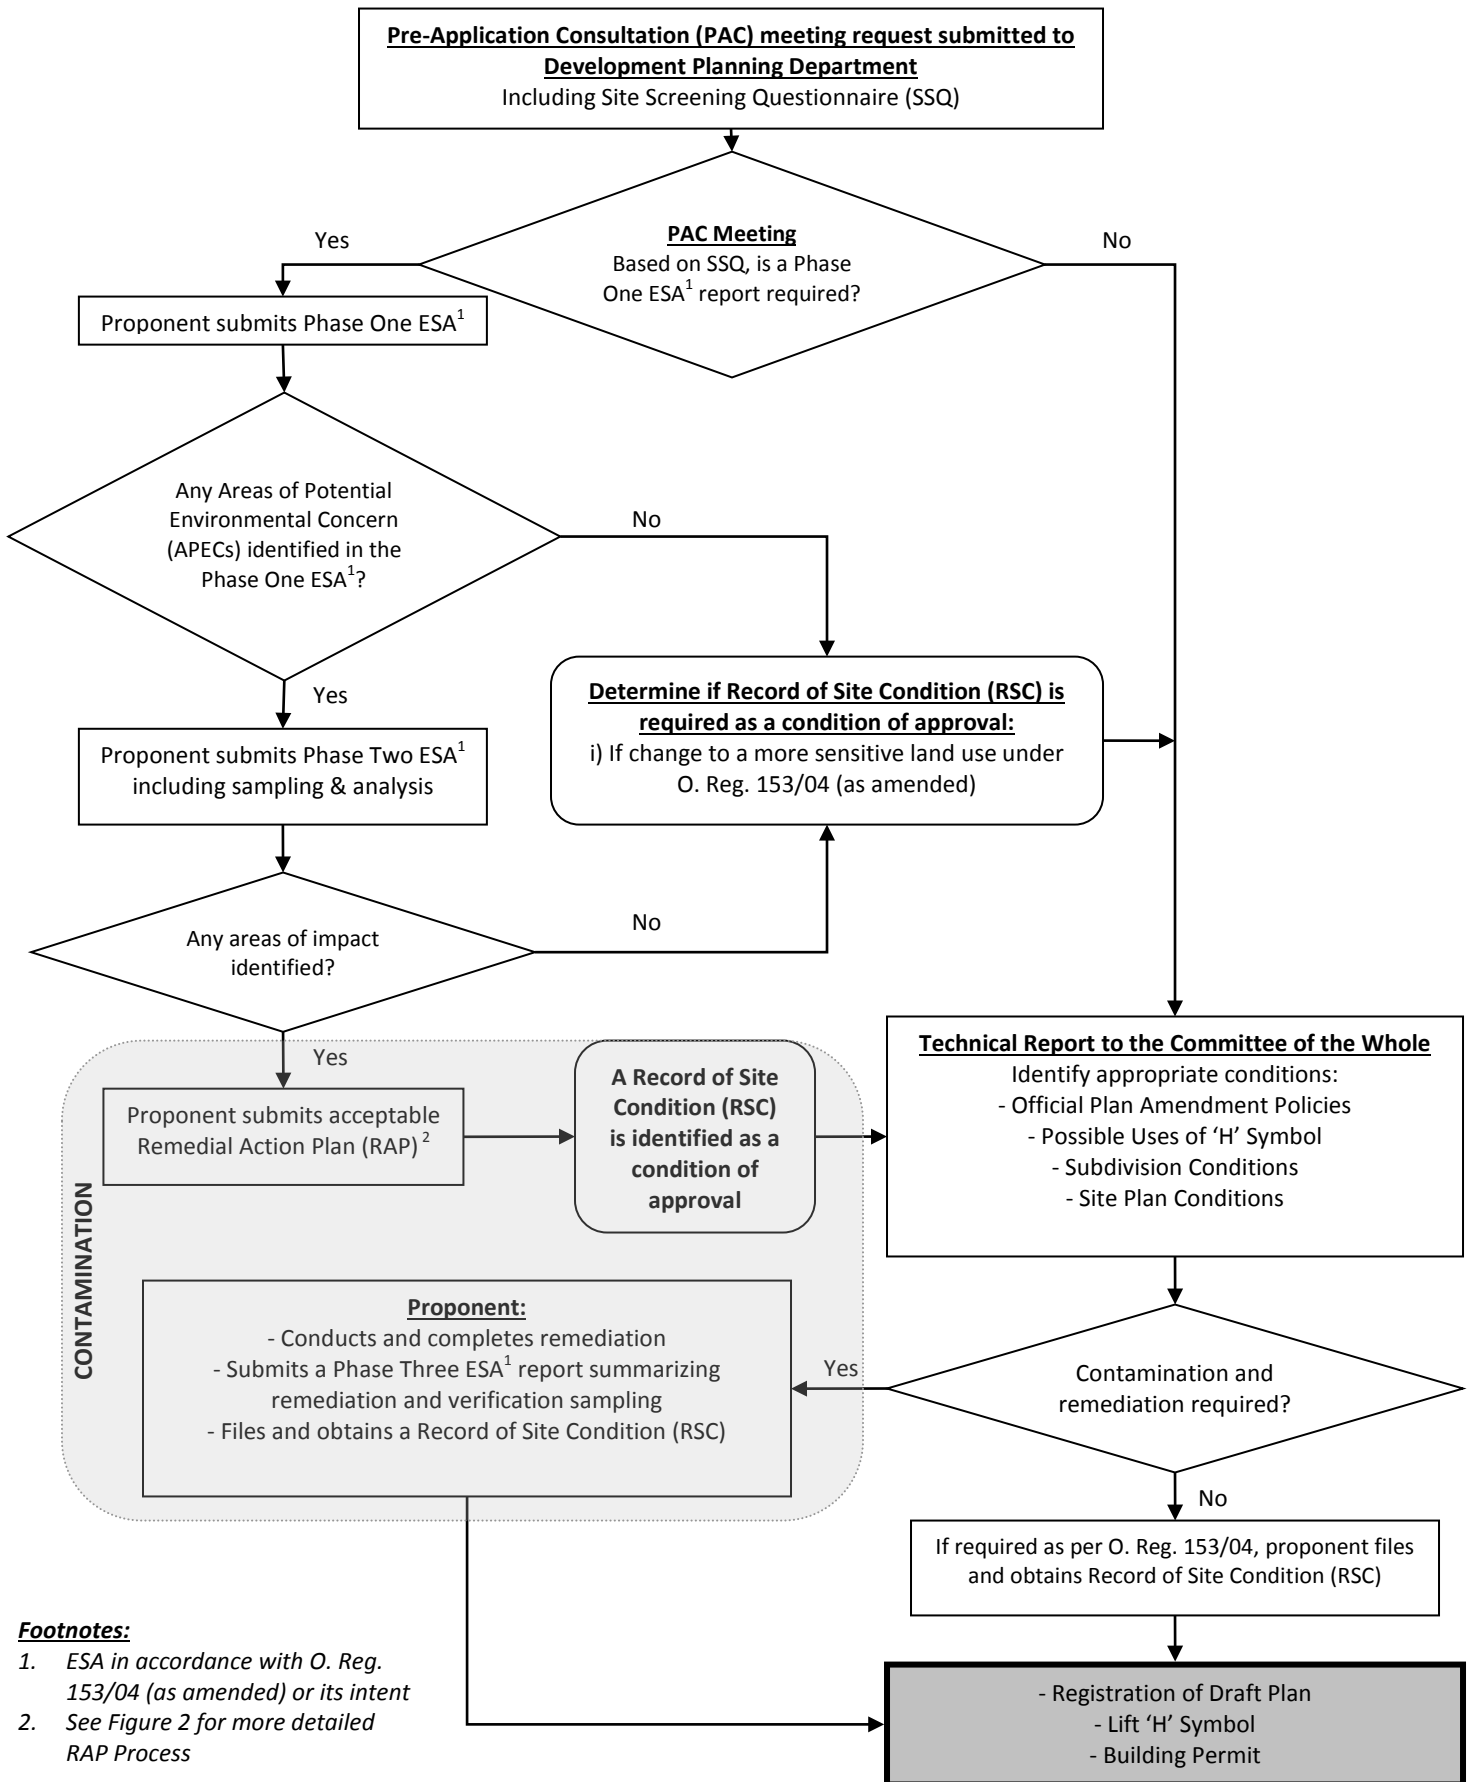 Pre-Application Consultation (PAC) meeting request submitted to
Development Planning Department
Including Site Screening Questionnaire (SSQ)
Yes
PAC Meeting
Based on SSQ, is a Phase
One ESA¹ report required?
No
Proponent submits Phase One ESA¹
Any Areas of Potential
Environmental Concern
(APECs) identified in the
Phase One ESA¹?
No
Yes
Determine if Record of Site Condition (RSC) is
required as a condition of approval:
i) If change to a more sensitive land use under
O. Reg. 153/04 (as amended)
Proponent submits Phase Two ESA¹
including sampling & analysis
Any areas of impact
identified?
No
Yes
CONTAMINATION
Proponent submits acceptable
Remedial Action Plan (RAP) ²
A Record of Site
Condition (RSC)
is identified as a
condition of
approval
Technical Report to the Committee of the Whole
Identify appropriate conditions:
- Official Plan Amendment Policies
- Possible Uses of ‘H’ Symbol
- Subdivision Conditions
- Site Plan Conditions
Proponent:
- Conducts and completes remediation
- Submits a Phase Three ESA¹ report summarizing
remediation and verification sampling
- Files and obtains a Record of Site Condition (RSC)
Yes
Contamination and
remediation required?
No
If required as per O. Reg. 153/04, proponent files
and obtains Record of Site Condition (RSC)
- Registration of Draft Plan
- Lift ‘H’ Symbol
- Building Permit
Footnotes:
1. ESA in accordance with O. Reg.
153/04 (as amended) or its intent
2. See Figure 2 for more detailed
RAP Process